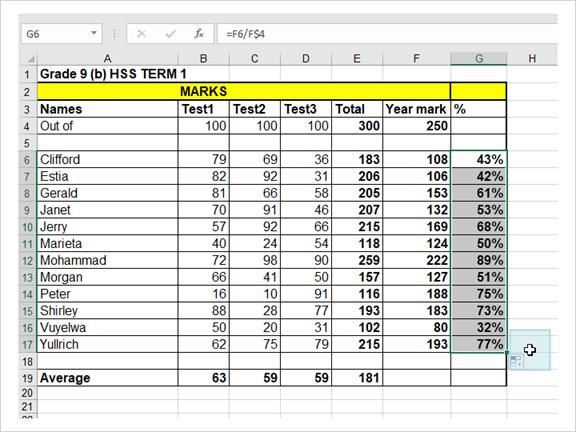 G6 =F6/F$4
A B C D E F G H
1 Grade 9 (b) HSS TERM 1
2 MARKS
3 Names Test1 Test2 Test3 Total Year mark %
4 Out of 100 100 100 300 250
5
6 Clifford 79 69 36 183 108 43%
7 Estia 82 92 31 206 106 42%
8 Gerald 81 66 58 205 153 61%
9 Janet 70 91 46 207 132 53%
10 Jerry 57 92 66 215 169 68%
11 Marieta 40 24 54 118 124 50%
12 Mohammad 72 98 90 259 222 89%
13 Morgan 66 41 50 157 127 51%
14 Peter 16 10 91 116 188 75%
15 Shirley 88 28 77 193 183 73%
16 Vuyelwa 50 20 31 102 80 32%
17 Yullrich 62 75 79 215 193 77%
18
19 Average 63 59 59 181
20
21